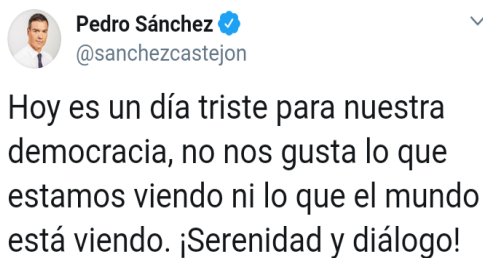 Pedro Sánchez
@sanchezcastejon
Hoy es un día triste para nuestra
democracia, no nos gusta lo que
estamos viendo ni lo que el mundo
está viendo. ¡Serenidad y diálogo!